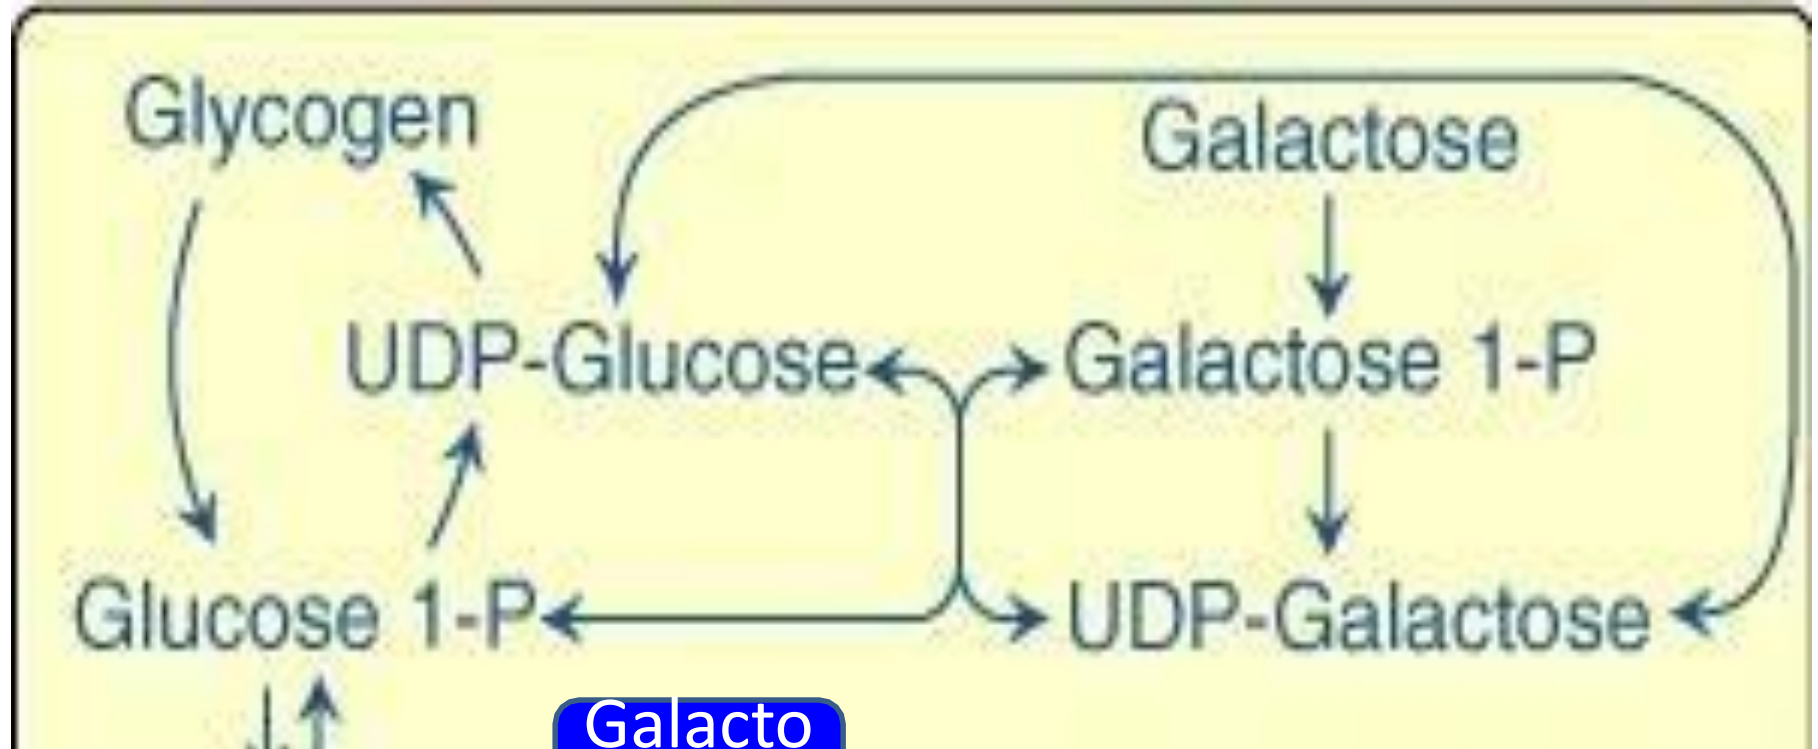 Glycogen
Galactose
UDP-Glucose
Galactose 1-P
Glucose 1-P
UDP-Galactose
Galacto